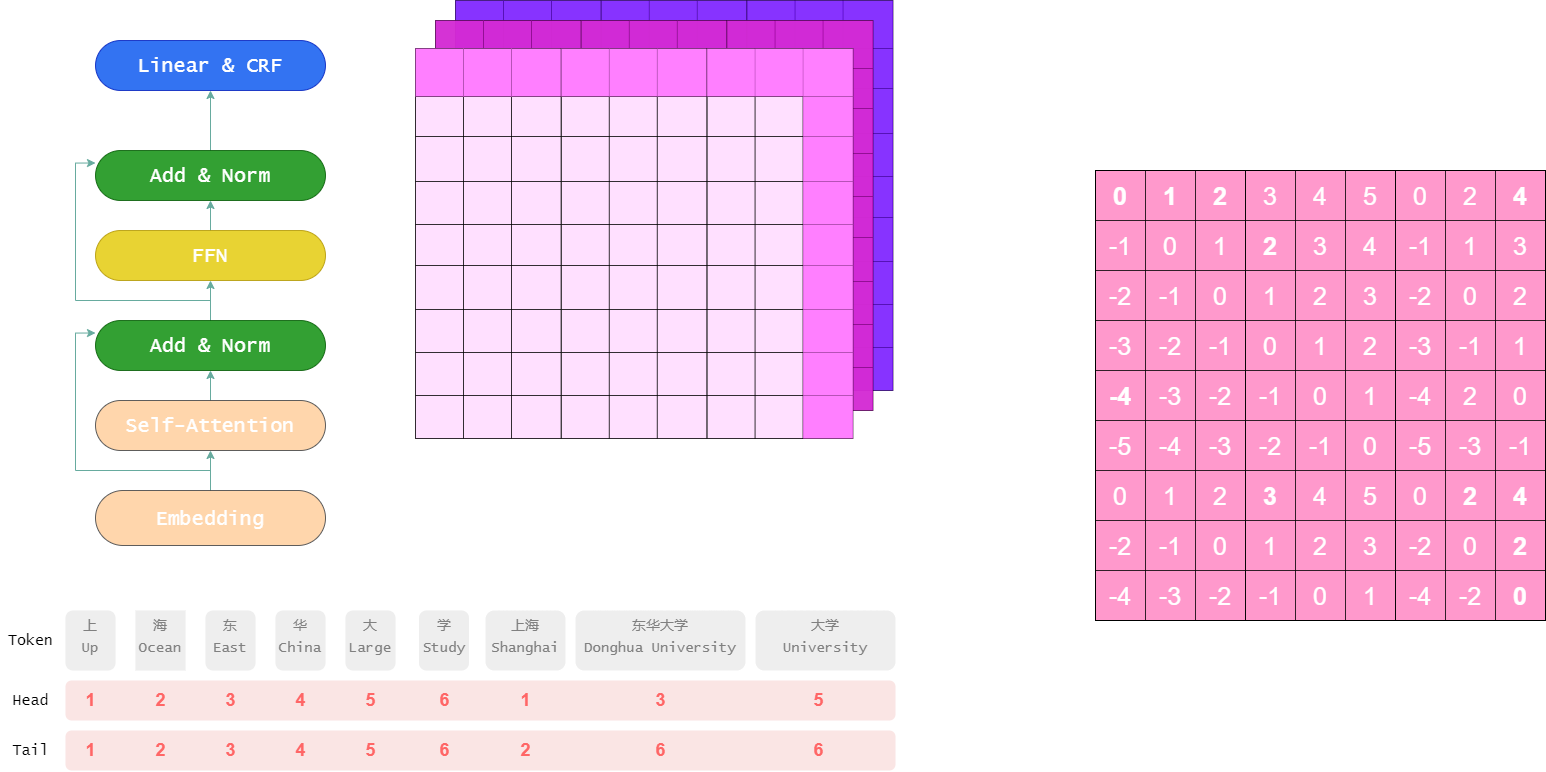 Linear & CRF
Add & Norm
FFN
Add & Norm
Self-Attention
Embedding
0 1 2 3 4 5 0 2 4
-1 0 1 2 3 4 -1 1 3
-2 -1 0 1 2 3 -2 0 2
-3 -2 -1 0 1 2 -3 -1 1
-4 -3 -2 -1 0 1 -4 2 0
-5 -4 -3 -2 -1 0 -5 -3 -1
0 1 2 3 4 5 0 2 4
-2 -1 0 1 2 3 -2 0 2
-4 -3 -2 -1 0 1 -4 -2 0
上 海 东 华 大 学 上海 东华大学 大学
Token Up Ocean East China Large Study Shanghai Donghua University University
Head 1 2 3 4 5 6 1 3 5
Tail 1 2 3 4 5 6 2 6 6